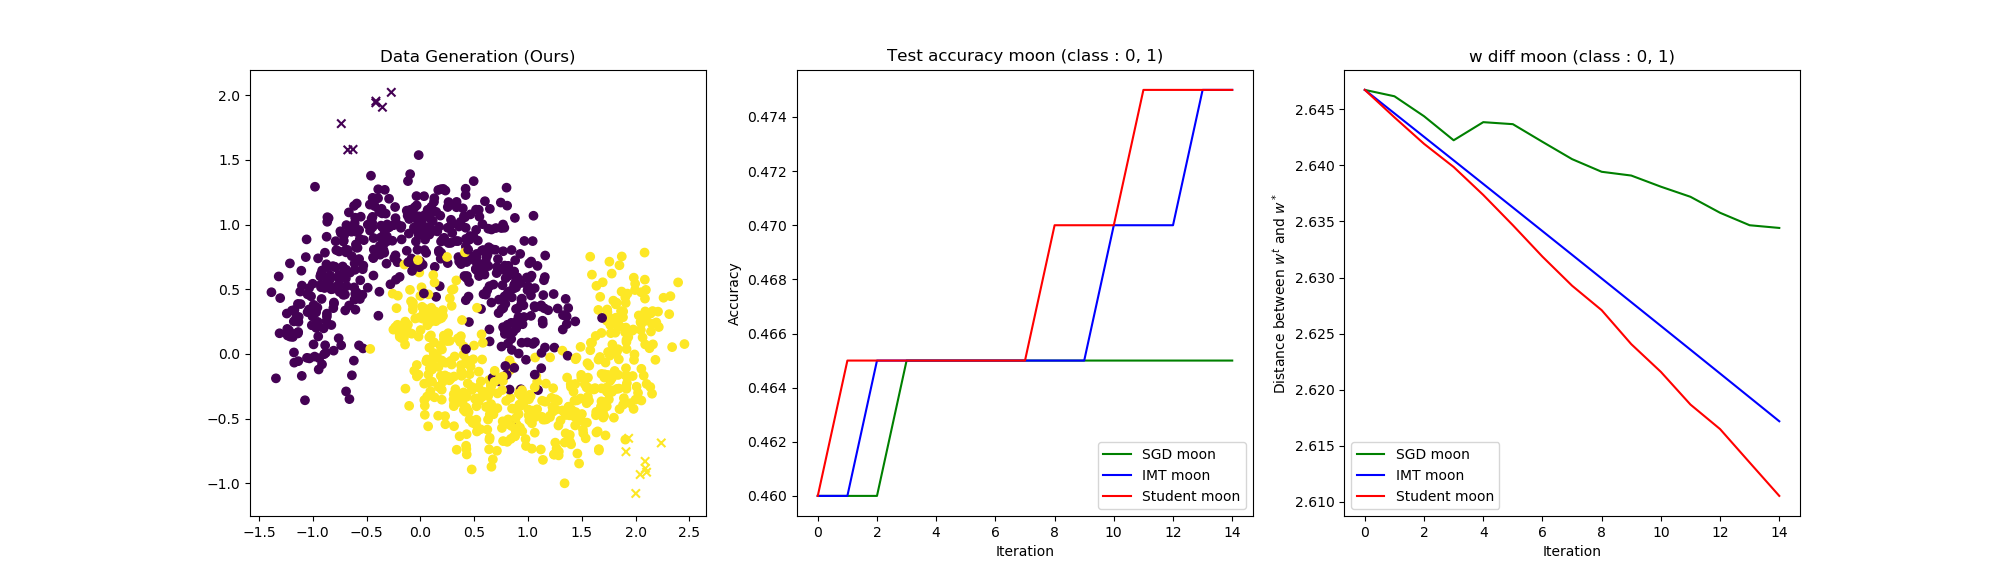 Data Generation (Ours)
2.0
1.5
1.0
0.5
0.0
−0.5
−1.0
−1.5 −1.0 −0.5 0.0 0.5 1.0 1.5 2.0 2.5
Test accuracy moon (class : 0, 1)
Accuracy
0.474
0.472
0.470
0.468
0.466
0.464
0.462
0.460
SGD moon
IMT moon
Student moon
0 2 4 6 8 10 12 14
Iteration
w diff moon (class : 0, 1)
Distance between w^t and w^*
2.645
2.640
2.635
2.630
2.625
2.620
2.615
2.610
SGD moon
IMT moon
Student moon
0 2 4 6 8 10 12 14
Iteration